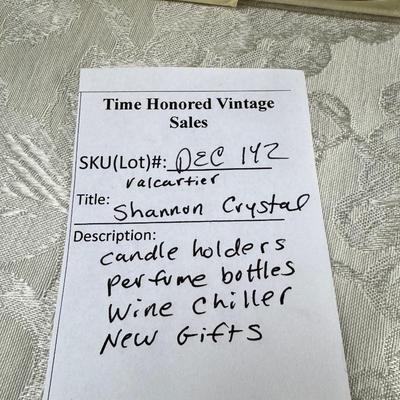 Time Honored Vintage
Sales
SKU(Lot)#: DEC 142
valcartier
Title: Shannon Crystal
Description:
candle holders
perfume bottles
Wine Chiller
New Gifts